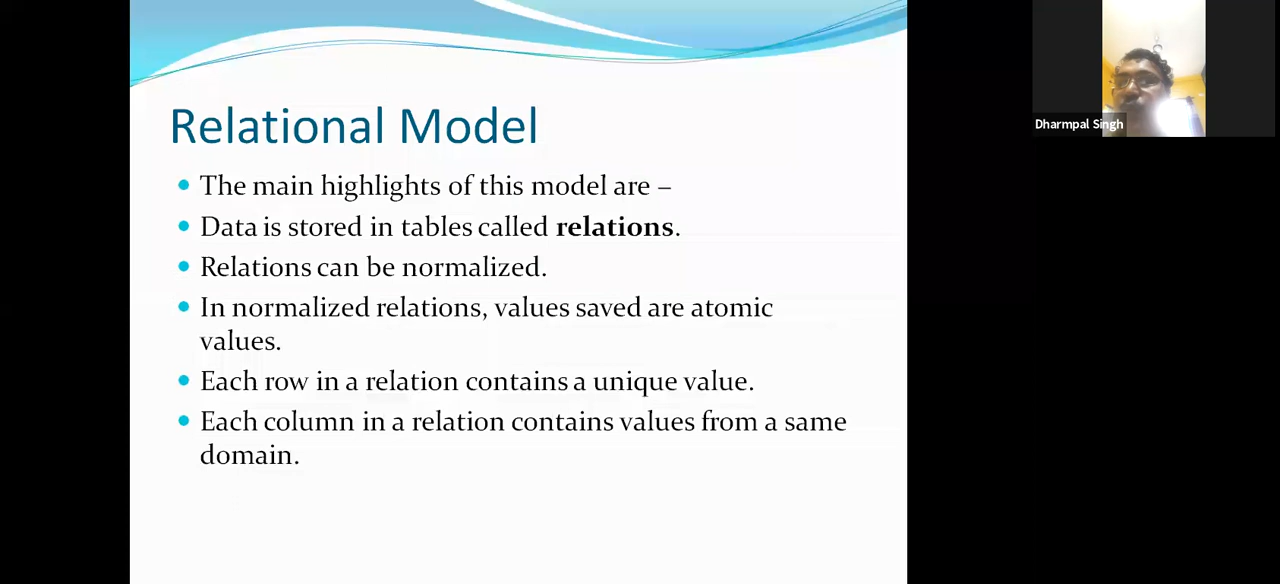 Relational Model
The main highlights of this model are –
Data is stored in tables called relations.
Relations can be normalized.
In normalized relations, values saved are atomic
values.
Each row in a relation contains a unique value.
Each column in a relation contains values from a same
domain.
Dharmpal Singh